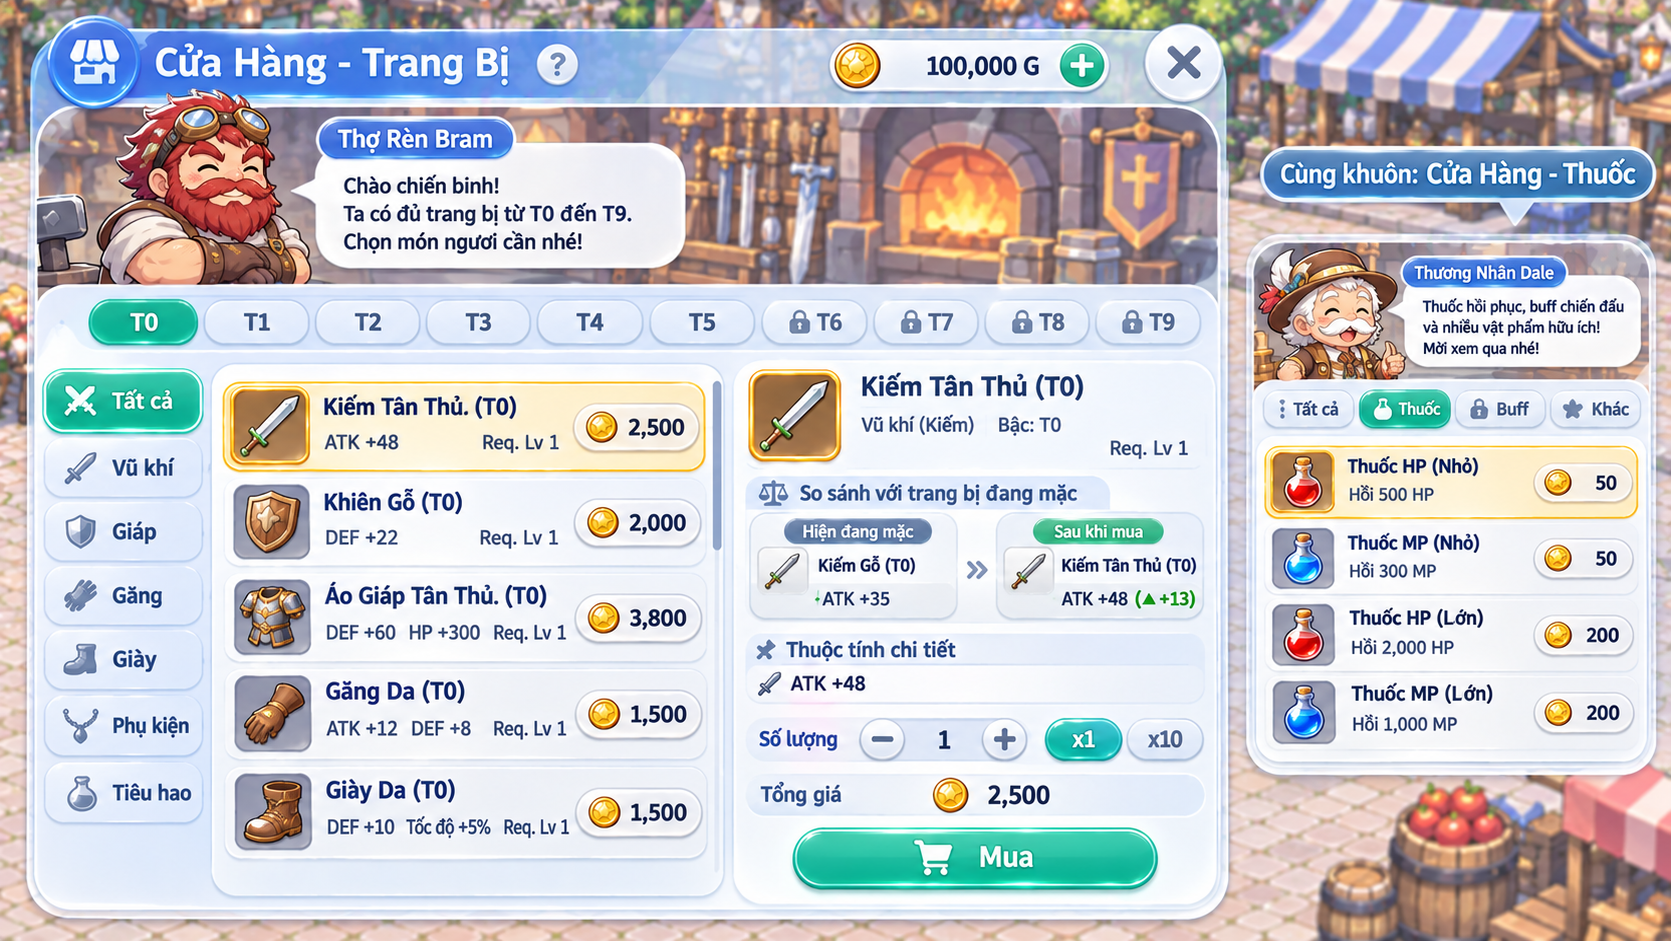 Cửa Hàng - Trang Bị
?
100,000 G
Thợ Rèn Bram
Chào chiến binh!
Ta có đủ trang bị từ T0 đến T9.
Chọn món ngươi cần nhé!
T0
T1
T2
T3
T4
T5
T6
T7
T8
T9
Tất cả
Vũ khí
Giáp
Găng
Giày
Phụ kiện
Tiêu hao
Kiếm Tân Thủ. (T0)
ATK +48 Req. Lv 1
2,500
Khiên Gỗ (T0)
DEF +22 Req. Lv 1
2,000
Áo Giáp Tân Thủ. (T0)
DEF +60 HP +300 Req. Lv 1
3,800
Găng Da (T0)
ATK +12 DEF +8 Req. Lv 1
1,500
Giày Da (T0)
DEF +10 Tốc độ +5% Req. Lv 1
1,500
Kiếm Tân Thủ (T0)
Vũ khí (Kiếm) Bậc: T0
Req. Lv 1
So sánh với trang bị đang mặc
Hiện đang mặc
Kiếm Gỗ (T0)
ATK +35
Sau khi mua
Kiếm Tân Thủ (T0)
ATK +48 (▲+13)
Thuộc tính chi tiết
ATK +48
Số lượng
1
x1
x10
Tổng giá
2,500
Mua
Cùng khuôn: Cửa Hàng - Thuốc
Thương Nhân Dale
Thuốc hồi phục, buff chiến đấu
và nhiều vật phẩm hữu ích!
Mời xem qua nhé!
Tất cả
Thuốc
Buff
Khác
Thuốc HP (Nhỏ)
Hồi 500 HP
50
Thuốc MP (Nhỏ)
Hồi 300 MP
50
Thuốc HP (Lớn)
Hồi 2,000 HP
200
Thuốc MP (Lớn)
Hồi 1,000 MP
200